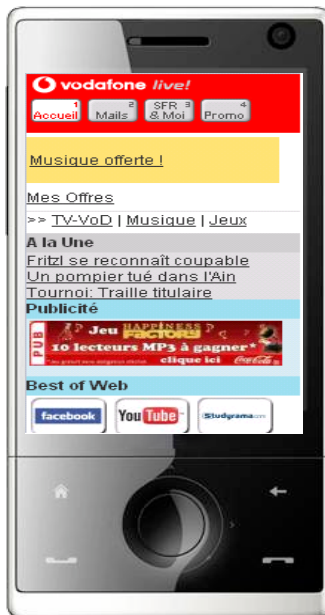 vodafone live!
1 2 3 4
Accueil Mails SFR & Moi Promo
Musique offerte !
Mes Offres
>> TV-VoD | Musique | Jeux
A la Une
Fritzl se reconnaît coupable
Un pompier tué dans l'Ain
Tournoi: Traille titulaire
Publicité
PUB
Jeu HAPPINESS FACTORY
10 lecteurs MP3 à gagner*
clique ici Coca-Cola
Best of Web
facebook YouTube Studyrama.com